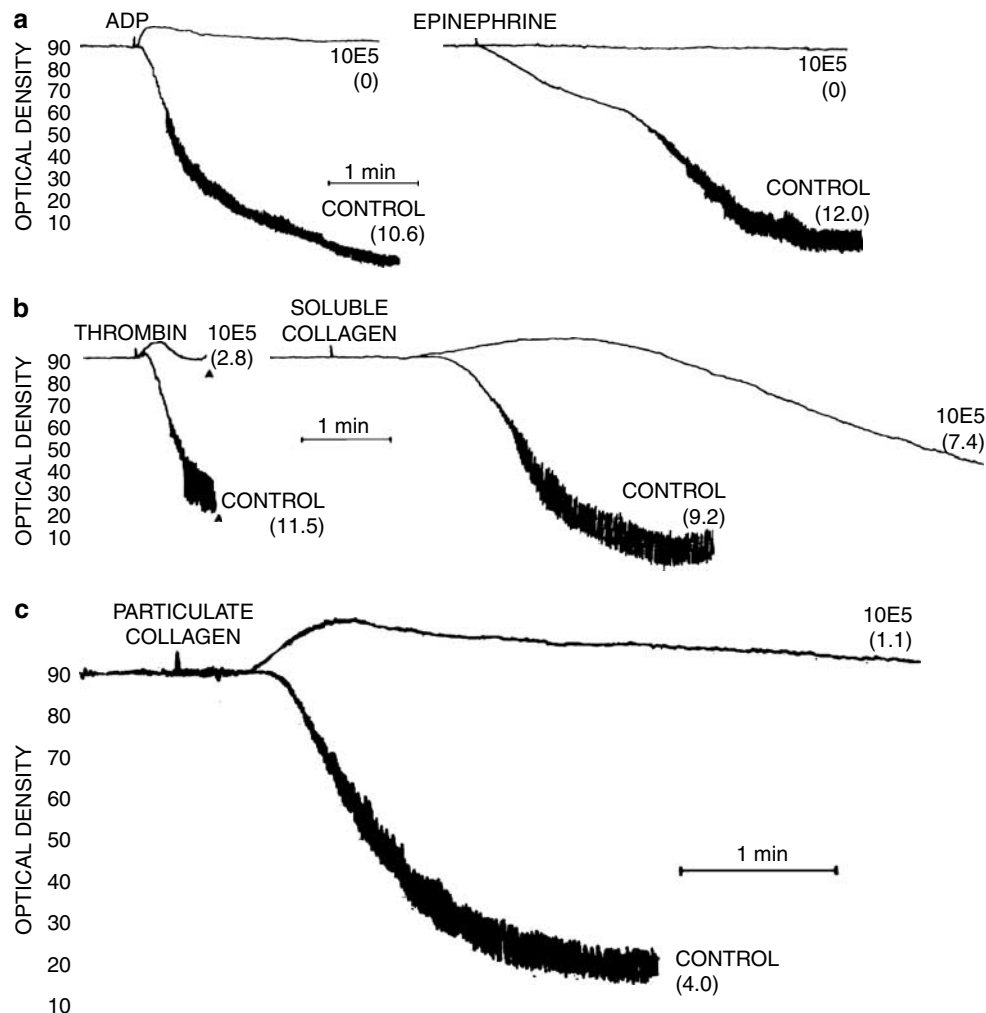 a
ADP
EPINEPHRINE
OPTICAL DENSITY
90
80
70
60
50
40
30
20
10
10E5
(0)
1 min
CONTROL
(10.6)
10E5
(0)
CONTROL
(12.0)
b
THROMBIN
SOLUBLE
COLLAGEN
OPTICAL DENSITY
90
80
70
60
50
40
30
20
10
10E5
(2.8)
1 min
CONTROL
(11.5)
10E5
(7.4)
CONTROL
(9.2)
c
PARTICULATE
COLLAGEN
OPTICAL DENSITY
90
80
70
60
50
40
30
20
10
10E5
(1.1)
1 min
CONTROL
(4.0)